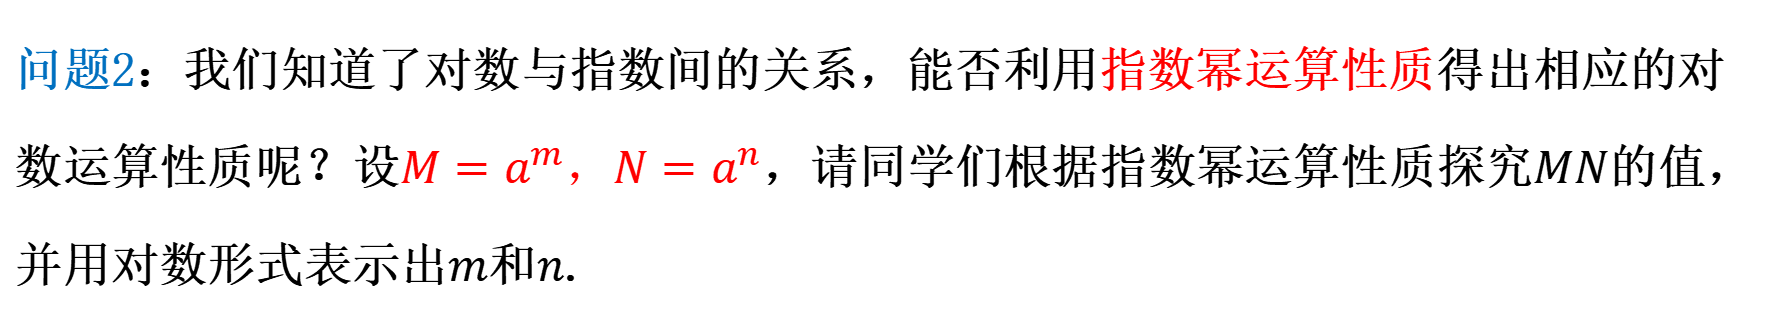 问题2：我们知道了对数与指数间的关系，能否利用指数幂运算性质得出相应的对
数运算性质呢？设M = aᵐ，N = aⁿ，请同学们根据指数幂运算性质探究MN的值，
并用对数形式表示出m和n.